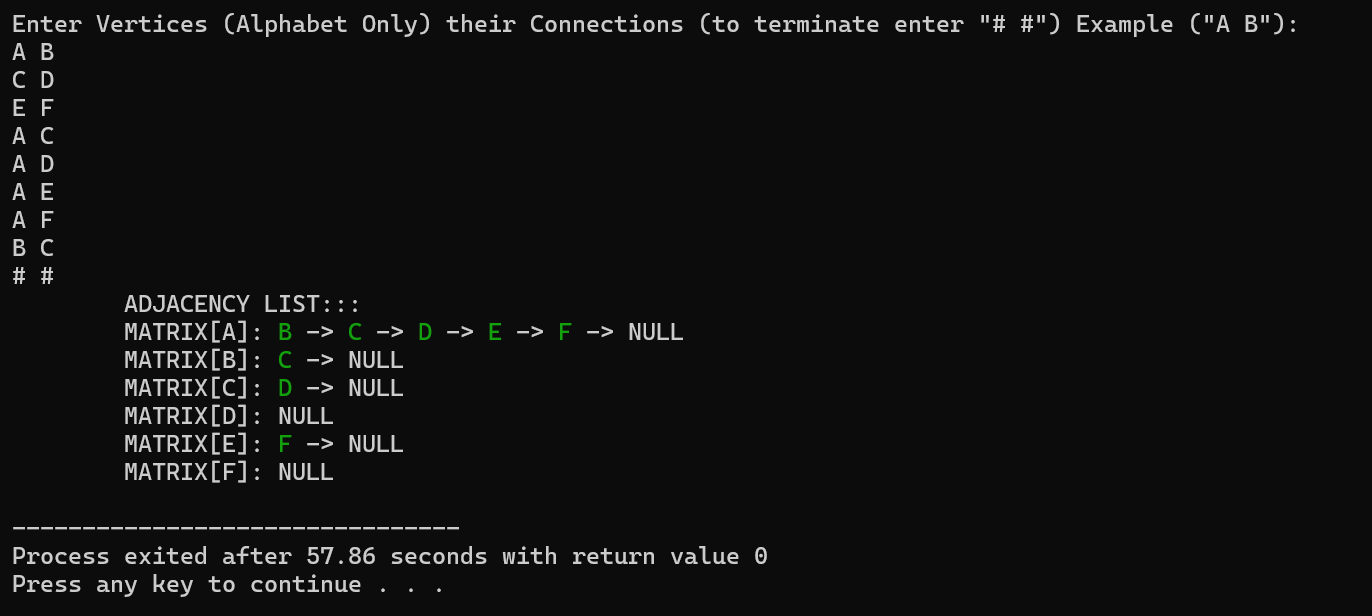 Enter Vertices (Alphabet Only) their Connections (to terminate enter "# #") Example ("A B"):
A B
C D
E F
A C
A D
A E
A F
B C
# #
ADJACENCY LIST:::
MATRIX[A]: B -> C -> D -> E -> F -> NULL
MATRIX[B]: C -> NULL
MATRIX[C]: D -> NULL
MATRIX[D]: NULL
MATRIX[E]: F -> NULL
MATRIX[F]: NULL
--------------------------------
Process exited after 57.86 seconds with return value 0
Press any key to continue . . .